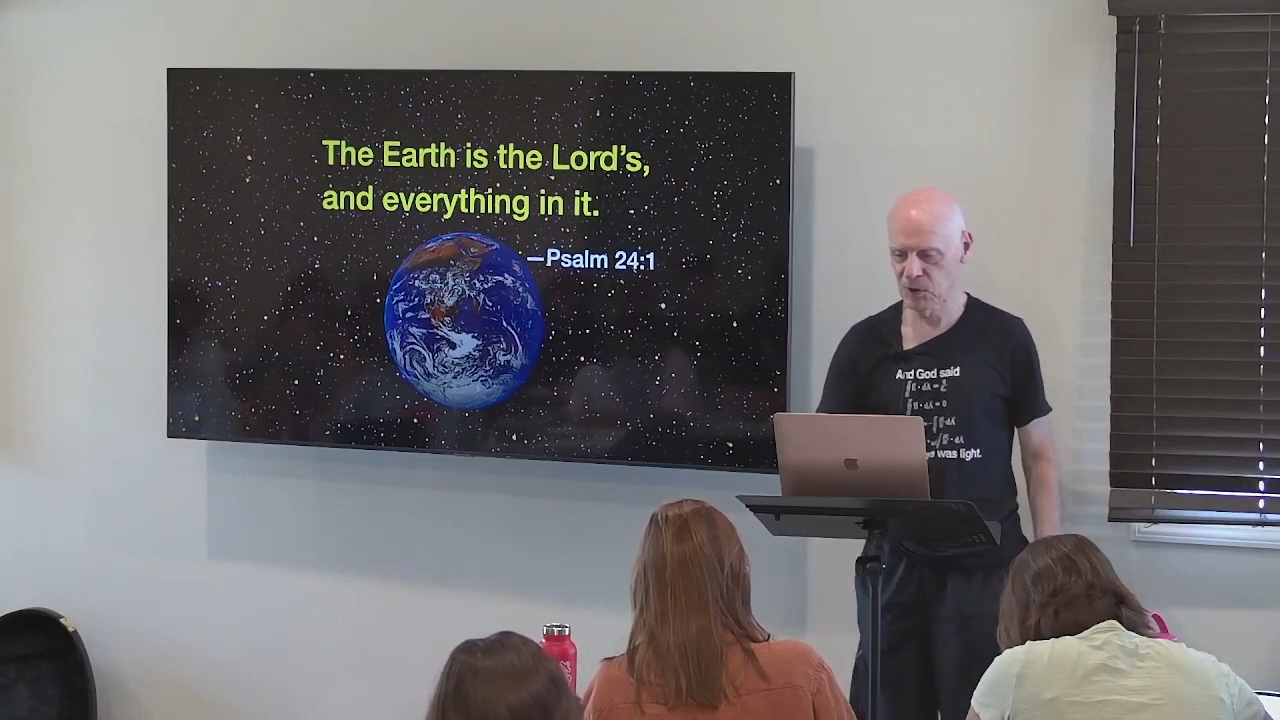 The Earth is the Lord's,
and everything in it.
—Psalm 24:1
And God said
was light.